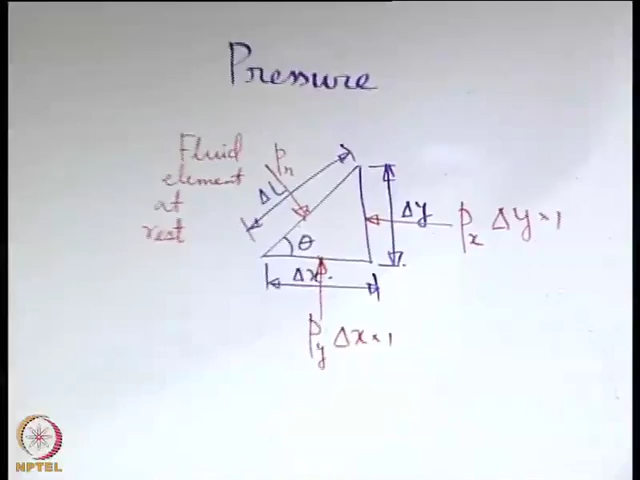 Pressure
Fluid
element
at
rest
pn
ΔL
θ
Δy
px Δy×1
Δx
py Δx×1
NPTEL